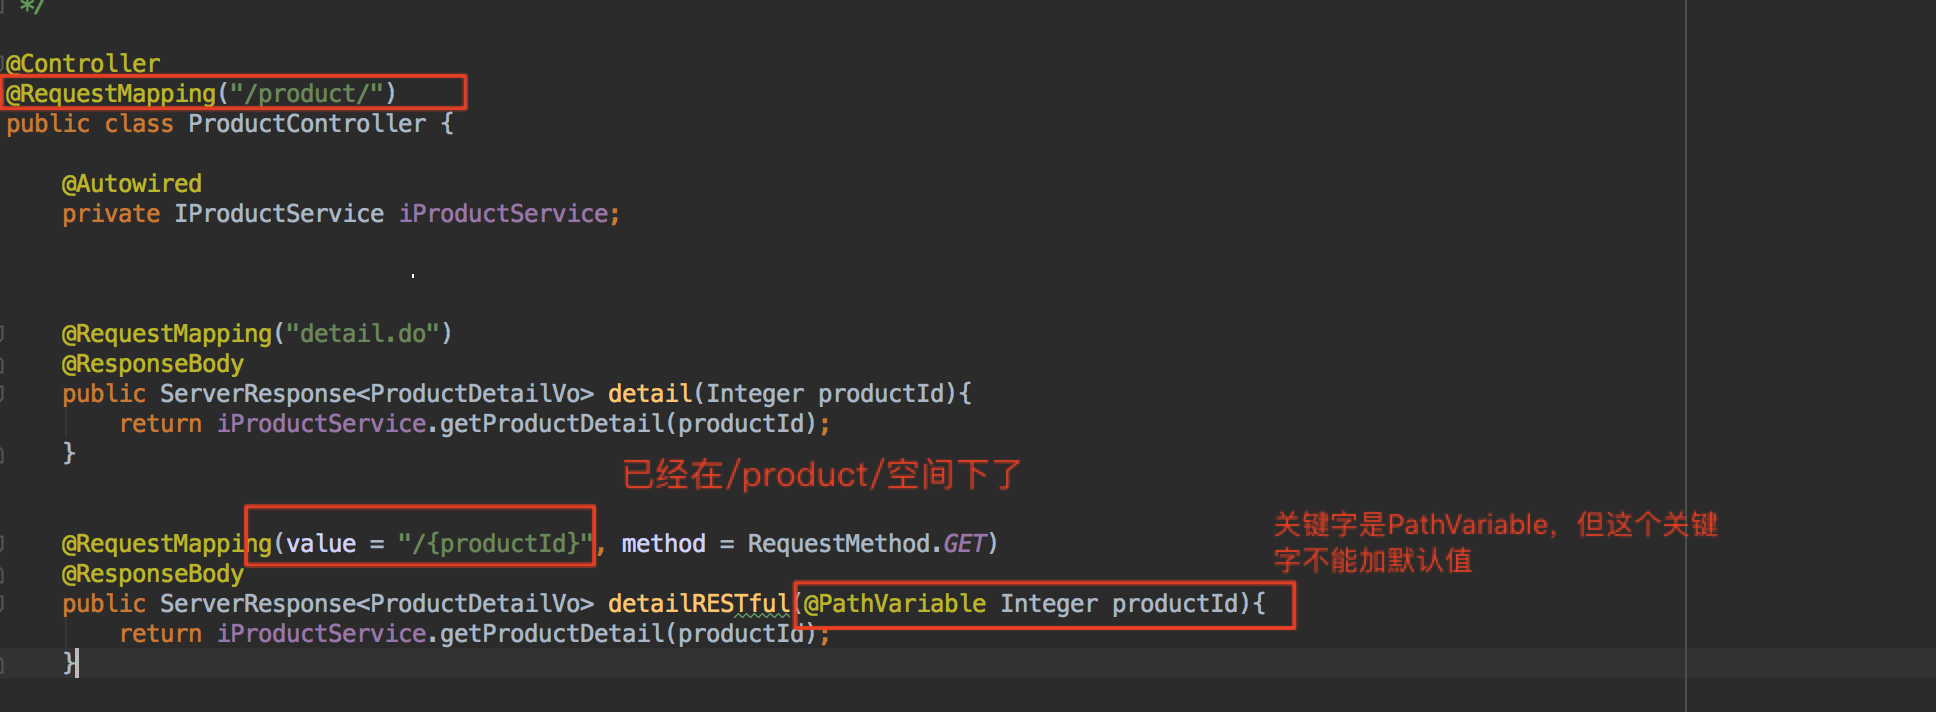 */
@Controller
@RequestMapping("/product/")
public class ProductController {
@Autowired
private IProductService iProductService;
@RequestMapping("detail.do")
@ResponseBody
public ServerResponse<ProductDetailVo> detail(Integer productId){
return iProductService.getProductDetail(productId);
}
已经在/product/空间下了
关键字是PathVariable，但这个关键
字不能加默认值
@RequestMapping(value = "/{productId}", method = RequestMethod.GET)
@ResponseBody
public ServerResponse<ProductDetailVo> detailRESTful(@PathVariable Integer productId){
return iProductService.getProductDetail(productId);
}